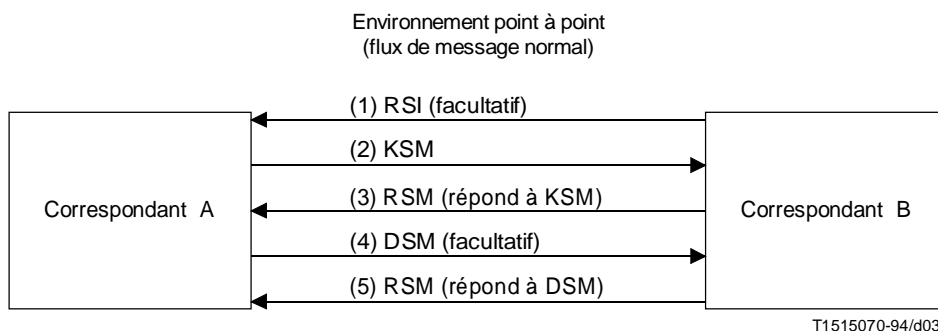 Environnement point à point
(flux de message normal)
(1) RSI (facultatif)
(2) KSM
(3) RSM (répond à KSM)
(4) DSM (facultatif)
(5) RSM (répond à DSM)
Correspondant A
Correspondant B
T1515070-94/d03